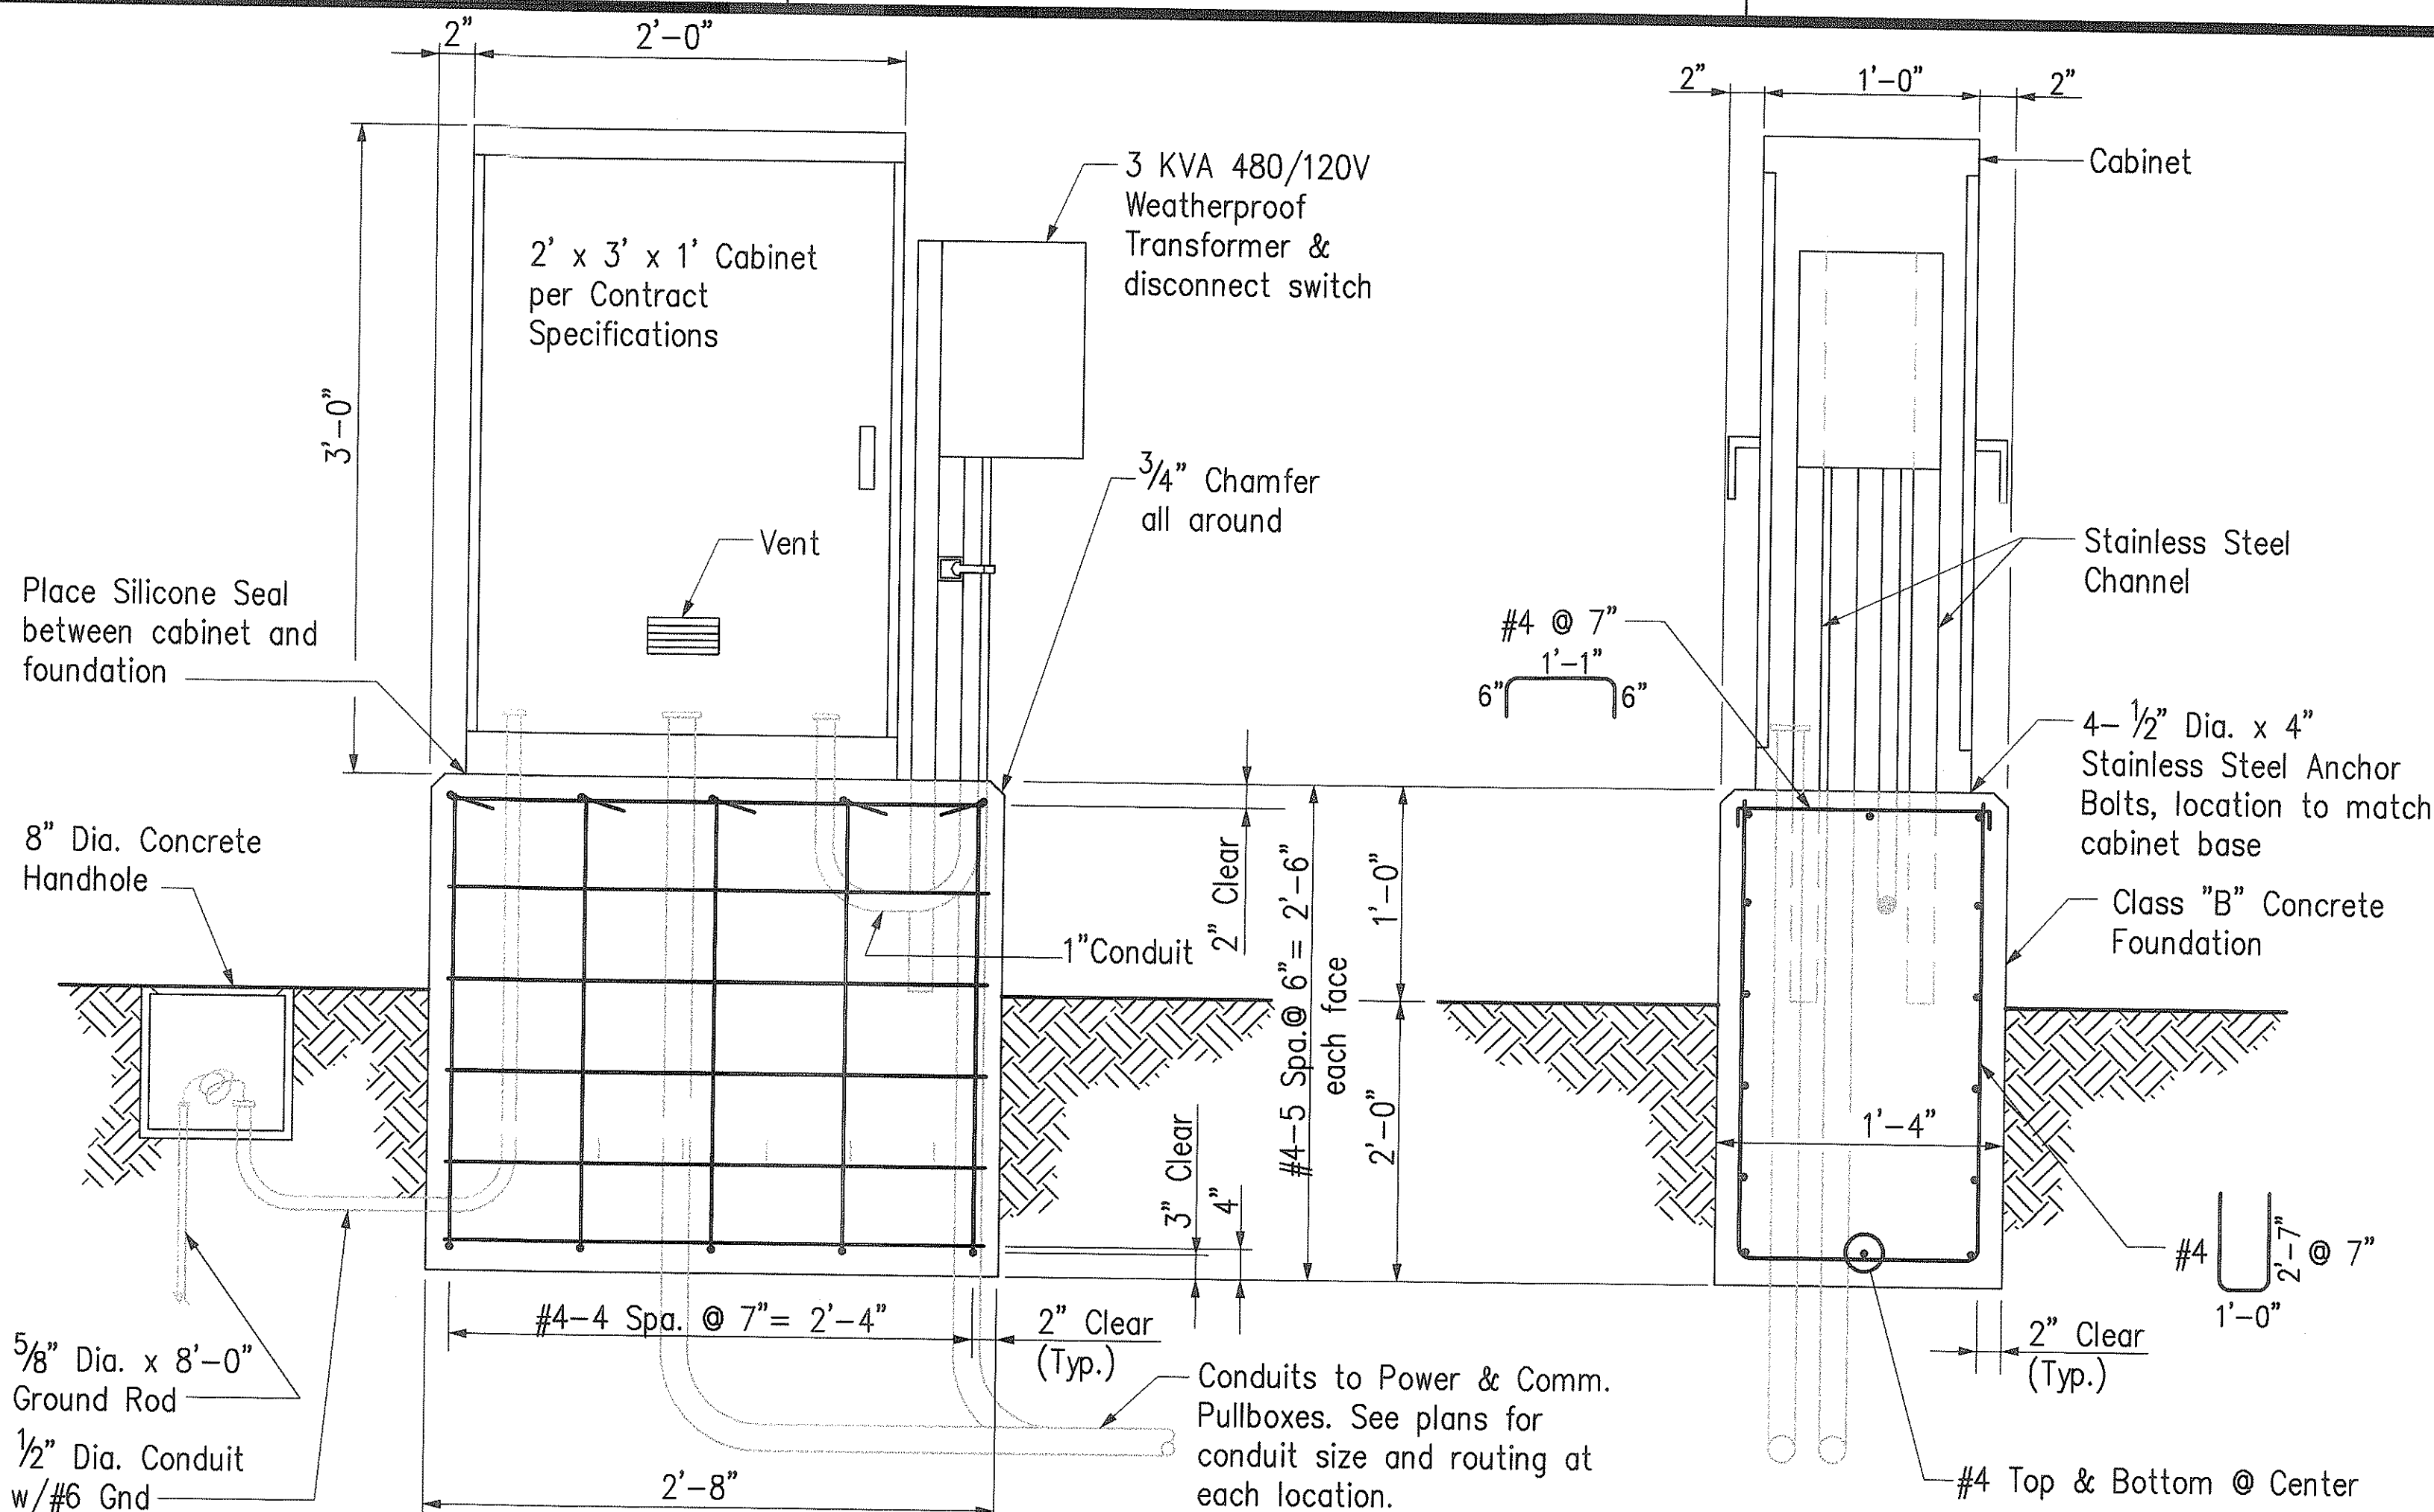 2"
2'-0"
2"
1'-0"
2"
3 KVA 480/120V
Weatherproof
Transformer &
disconnect switch
Cabinet
2' x 3' x 1' Cabinet
per Contract
Specifications
3'-0"
3/4" Chamfer
all around
Vent
Stainless Steel
Channel
Place Silicone Seal
between cabinet and
foundation
#4 @ 7"
1'-1"
6"
6"
4- 1/2" Dia. x 4"
Stainless Steel Anchor
Bolts, location to match
cabinet base
8" Dia. Concrete
Handhole
2" Clear
#4-5 Spa.@ 6"= 2'-6"
each face
1'-0"
Class "B" Concrete
Foundation
1"Conduit
2'-0"
1'-4"
3" Clear
4"
#4
2'-7"
@ 7"
1'-0"
#4-4 Spa. @ 7"= 2'-4"
2" Clear
(Typ.)
2" Clear
(Typ.)
5/8" Dia. x 8'-0"
Ground Rod
1/2" Dia. Conduit
w/#6 Gnd
Conduits to Power & Comm.
Pullboxes. See plans for
conduit size and routing at
each location.
2'-8"
#4 Top & Bottom @ Center